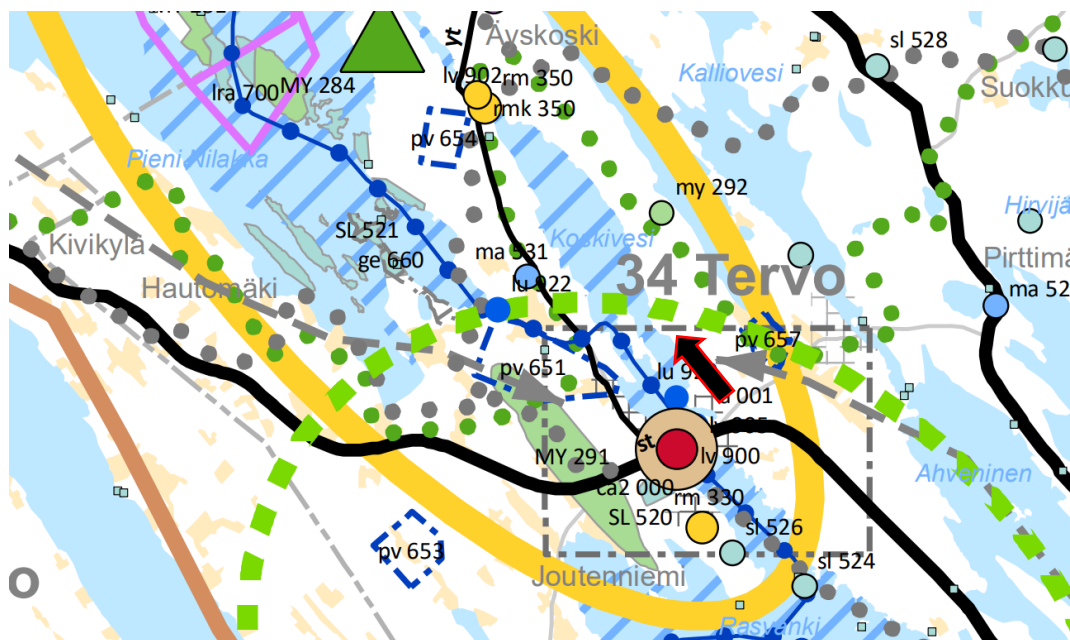 yt
Äyskoski
sl 528
lv 902
rm 350
Kalliovesi
lra 700
MY 284
rmk 350
Suokku
pv 654
Pieni Nilakka
my 292
Hirvijä
SL 521
Koskivesi
Kivikylä
ge 660
ma 531
Pirttimä
Hautomäki
lu 922
34 Tervo
ma 52
pv 657
pv 651
lu 9
001
st
MY 291
lv 900
Ahveninen
ca2 000
rm 330
SL 520
sl 526
pv 653
sl 524
Joutenniemi
o
Rasvanki